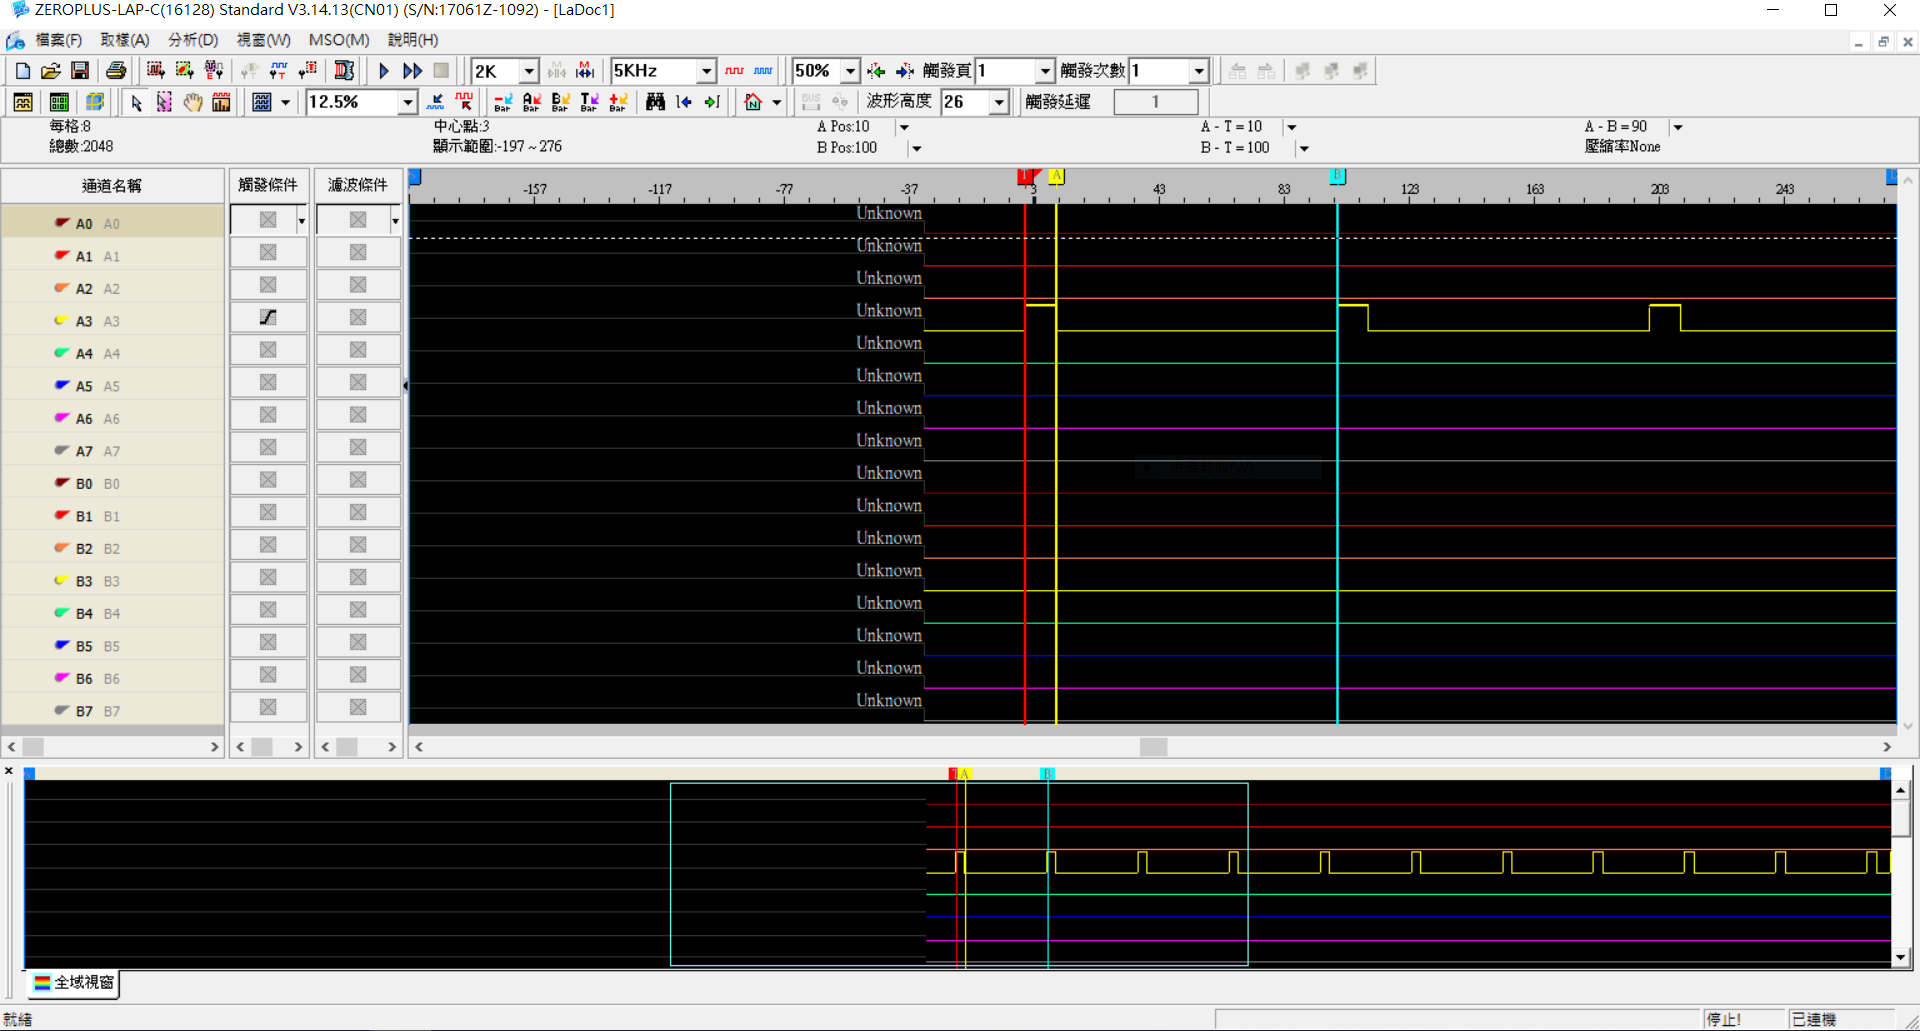 ZEROPLUS-LAP-C(16128) Standard V3.14.13(CN01) (S/N:17061Z-1092) - [LaDoc1]
檔案(F) 取樣(A) 分析(D) 視窗(W) MSO(M) 說明(H)
2K 5KHz 50% 觸發頁 1 觸發次數 1
12.5% Bar Bar Bar Bar Bar 波形高度 26 觸發延遲 1
每格:8 中心點:3 A Pos:10 A - T = 10 A - B = 90
總數:2048 顯示範圍:-197 ~ 276 B Pos:100 B - T = 100 壓縮率None
通道名稱 觸發條件 濾波條件
T A B
-157 -117 -77 -37 3 43 83 123 163 203 243
A0 A0 Unknown
A1 A1 Unknown
A2 A2 Unknown
A3 A3 Unknown
A4 A4 Unknown
A5 A5 Unknown
A6 A6 Unknown
A7 A7 Unknown
B0 B0 Unknown
B1 B1 Unknown
B2 B2 Unknown
B3 B3 Unknown
B4 B4 Unknown
B5 B5 Unknown
B6 B6 Unknown
B7 B7 Unknown
T A B
全域視窗
就緒 停止! 已連機